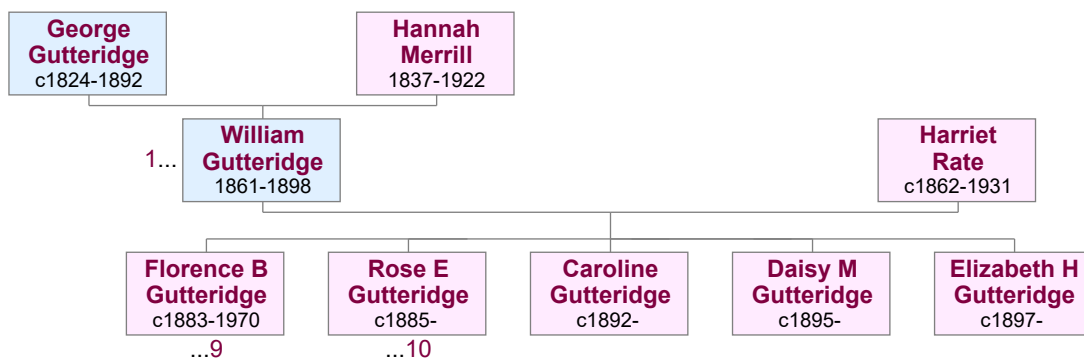 George
Gutteridge
c1824-1892
Hannah
Merrill
1837-1922
1...
William
Gutteridge
1861-1898
Harriet
Rate
c1862-1931
Florence B
Gutteridge
c1883-1970
...9
Rose E
Gutteridge
c1885-
...10
Caroline
Gutteridge
c1892-
Daisy M
Gutteridge
c1895-
Elizabeth H
Gutteridge
c1897-